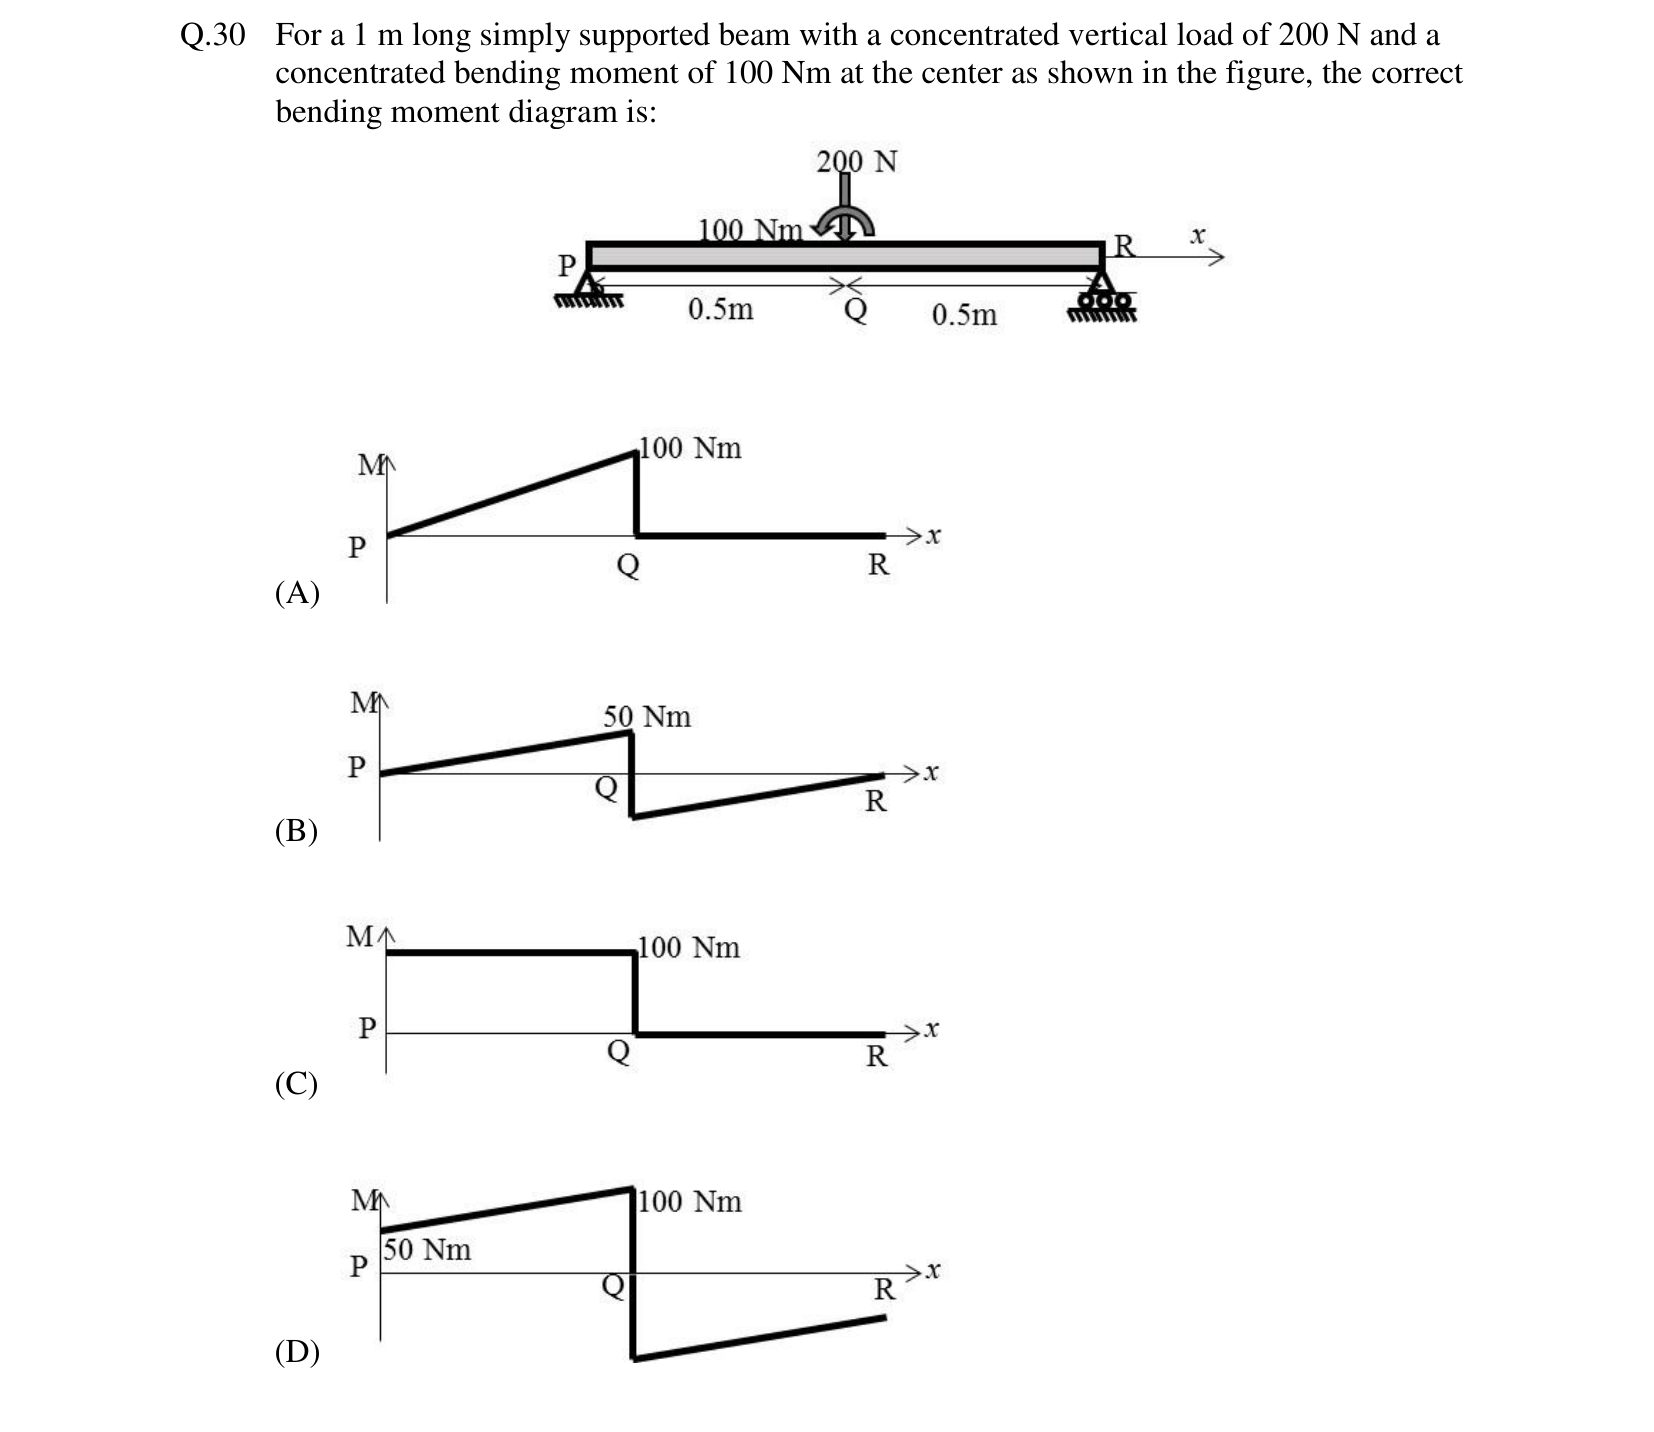 Q.30 For a 1 m long simply supported beam with a concentrated vertical load of 200 N and a
concentrated bending moment of 100 Nm at the center as shown in the figure, the correct
bending moment diagram is:
200 N
100 Nm
P
R
x
0.5m
Q
0.5m
M
100 Nm
P
x
Q
R
(A)
M
50 Nm
P
x
Q
R
(B)
M
100 Nm
P
x
Q
R
(C)
M
100 Nm
50 Nm
P
x
Q
R
(D)